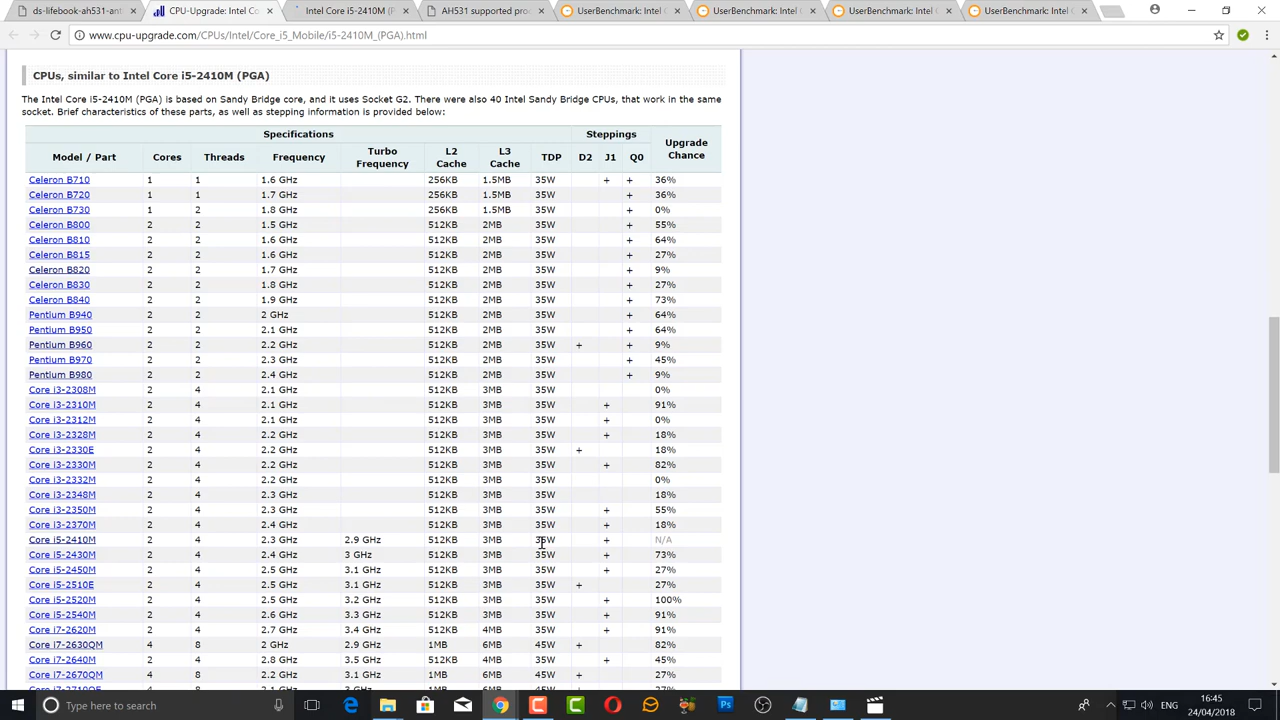 ds-lifebook-ah531-ant
CPU-Upgrade: Intel Co
Intel Core i5-2410M (P
AH531 supported pro
UserBenchmark: Intel C
UserBenchmark: Intel C
UserBenchmark: Intel C
UserBenchmark: Intel C
www.cpu-upgrade.com/CPUs/Intel/Core_i5_Mobile/i5-2410M_(PGA).html
CPUs, similar to Intel Core i5-2410M (PGA)
The Intel Core i5-2410M (PGA) is based on Sandy Bridge core, and it uses Socket G2. There were also 40 Intel Sandy Bridge CPUs, that work in the same
socket. Brief characteristics of these parts, as well as stepping information is provided below:
Specifications Steppings Upgrade Chance
Model / Part Cores Threads Frequency Turbo Frequency L2 Cache L3 Cache TDP D2 J1 Q0
Celeron B710 1 1 1.6 GHz 256KB 1.5MB 35W + + 36%
Celeron B720 1 1 1.7 GHz 256KB 1.5MB 35W + 36%
Celeron B730 1 2 1.8 GHz 256KB 1.5MB 35W + 0%
Celeron B800 2 2 1.5 GHz 512KB 2MB 35W + 55%
Celeron B810 2 2 1.6 GHz 512KB 2MB 35W + 64%
Celeron B815 2 2 1.6 GHz 512KB 2MB 35W + 27%
Celeron B820 2 2 1.7 GHz 512KB 2MB 35W + 9%
Celeron B830 2 2 1.8 GHz 512KB 2MB 35W + 27%
Celeron B840 2 2 1.9 GHz 512KB 2MB 35W + 73%
Pentium B940 2 2 2 GHz 512KB 2MB 35W + 64%
Pentium B950 2 2 2.1 GHz 512KB 2MB 35W + 64%
Pentium B960 2 2 2.2 GHz 512KB 2MB 35W + + 9%
Pentium B970 2 2 2.3 GHz 512KB 2MB 35W + 45%
Pentium B980 2 2 2.4 GHz 512KB 2MB 35W + 9%
Core i3-2308M 2 4 2.1 GHz 512KB 3MB 35W 0%
Core i3-2310M 2 4 2.1 GHz 512KB 3MB 35W + 91%
Core i3-2312M 2 4 2.1 GHz 512KB 3MB 35W + 0%
Core i3-2328M 2 4 2.2 GHz 512KB 3MB 35W + 18%
Core i3-2330E 2 4 2.2 GHz 512KB 3MB 35W + 18%
Core i3-2330M 2 4 2.2 GHz 512KB 3MB 35W + 82%
Core i3-2332M 2 4 2.2 GHz 512KB 3MB 35W 0%
Core i3-2348M 2 4 2.3 GHz 512KB 3MB 35W 18%
Core i3-2350M 2 4 2.3 GHz 512KB 3MB 35W + 55%
Core i3-2370M 2 4 2.4 GHz 512KB 3MB 35W + 18%
Core i5-2410M 2 4 2.3 GHz 2.9 GHz 512KB 3MB 35W + N/A
Core i5-2430M 2 4 2.4 GHz 3 GHz 512KB 3MB 35W + 73%
Core i5-2450M 2 4 2.5 GHz 3.1 GHz 512KB 3MB 35W + 27%
Core i5-2510E 2 4 2.5 GHz 3.1 GHz 512KB 3MB 35W + 27%
Core i5-2520M 2 4 2.5 GHz 3.2 GHz 512KB 3MB 35W + 100%
Core i5-2540M 2 4 2.6 GHz 3.3 GHz 512KB 3MB 35W + 91%
Core i7-2620M 2 4 2.7 GHz 3.4 GHz 512KB 4MB 35W + 91%
Core i7-2630QM 4 8 2 GHz 2.9 GHz 1MB 6MB 45W + 82%
Core i7-2640M 2 4 2.8 GHz 3.5 GHz 512KB 4MB 35W + 45%
Core i7-2670QM 4 8 2.2 GHz 3.1 GHz 1MB 6MB 45W + 27%
Core i7-2710QE 4 8 2.1 GHz 3 GHz 1MB 6MB 45W + 27%
Type here to search
ENG
16:45
24/04/2018